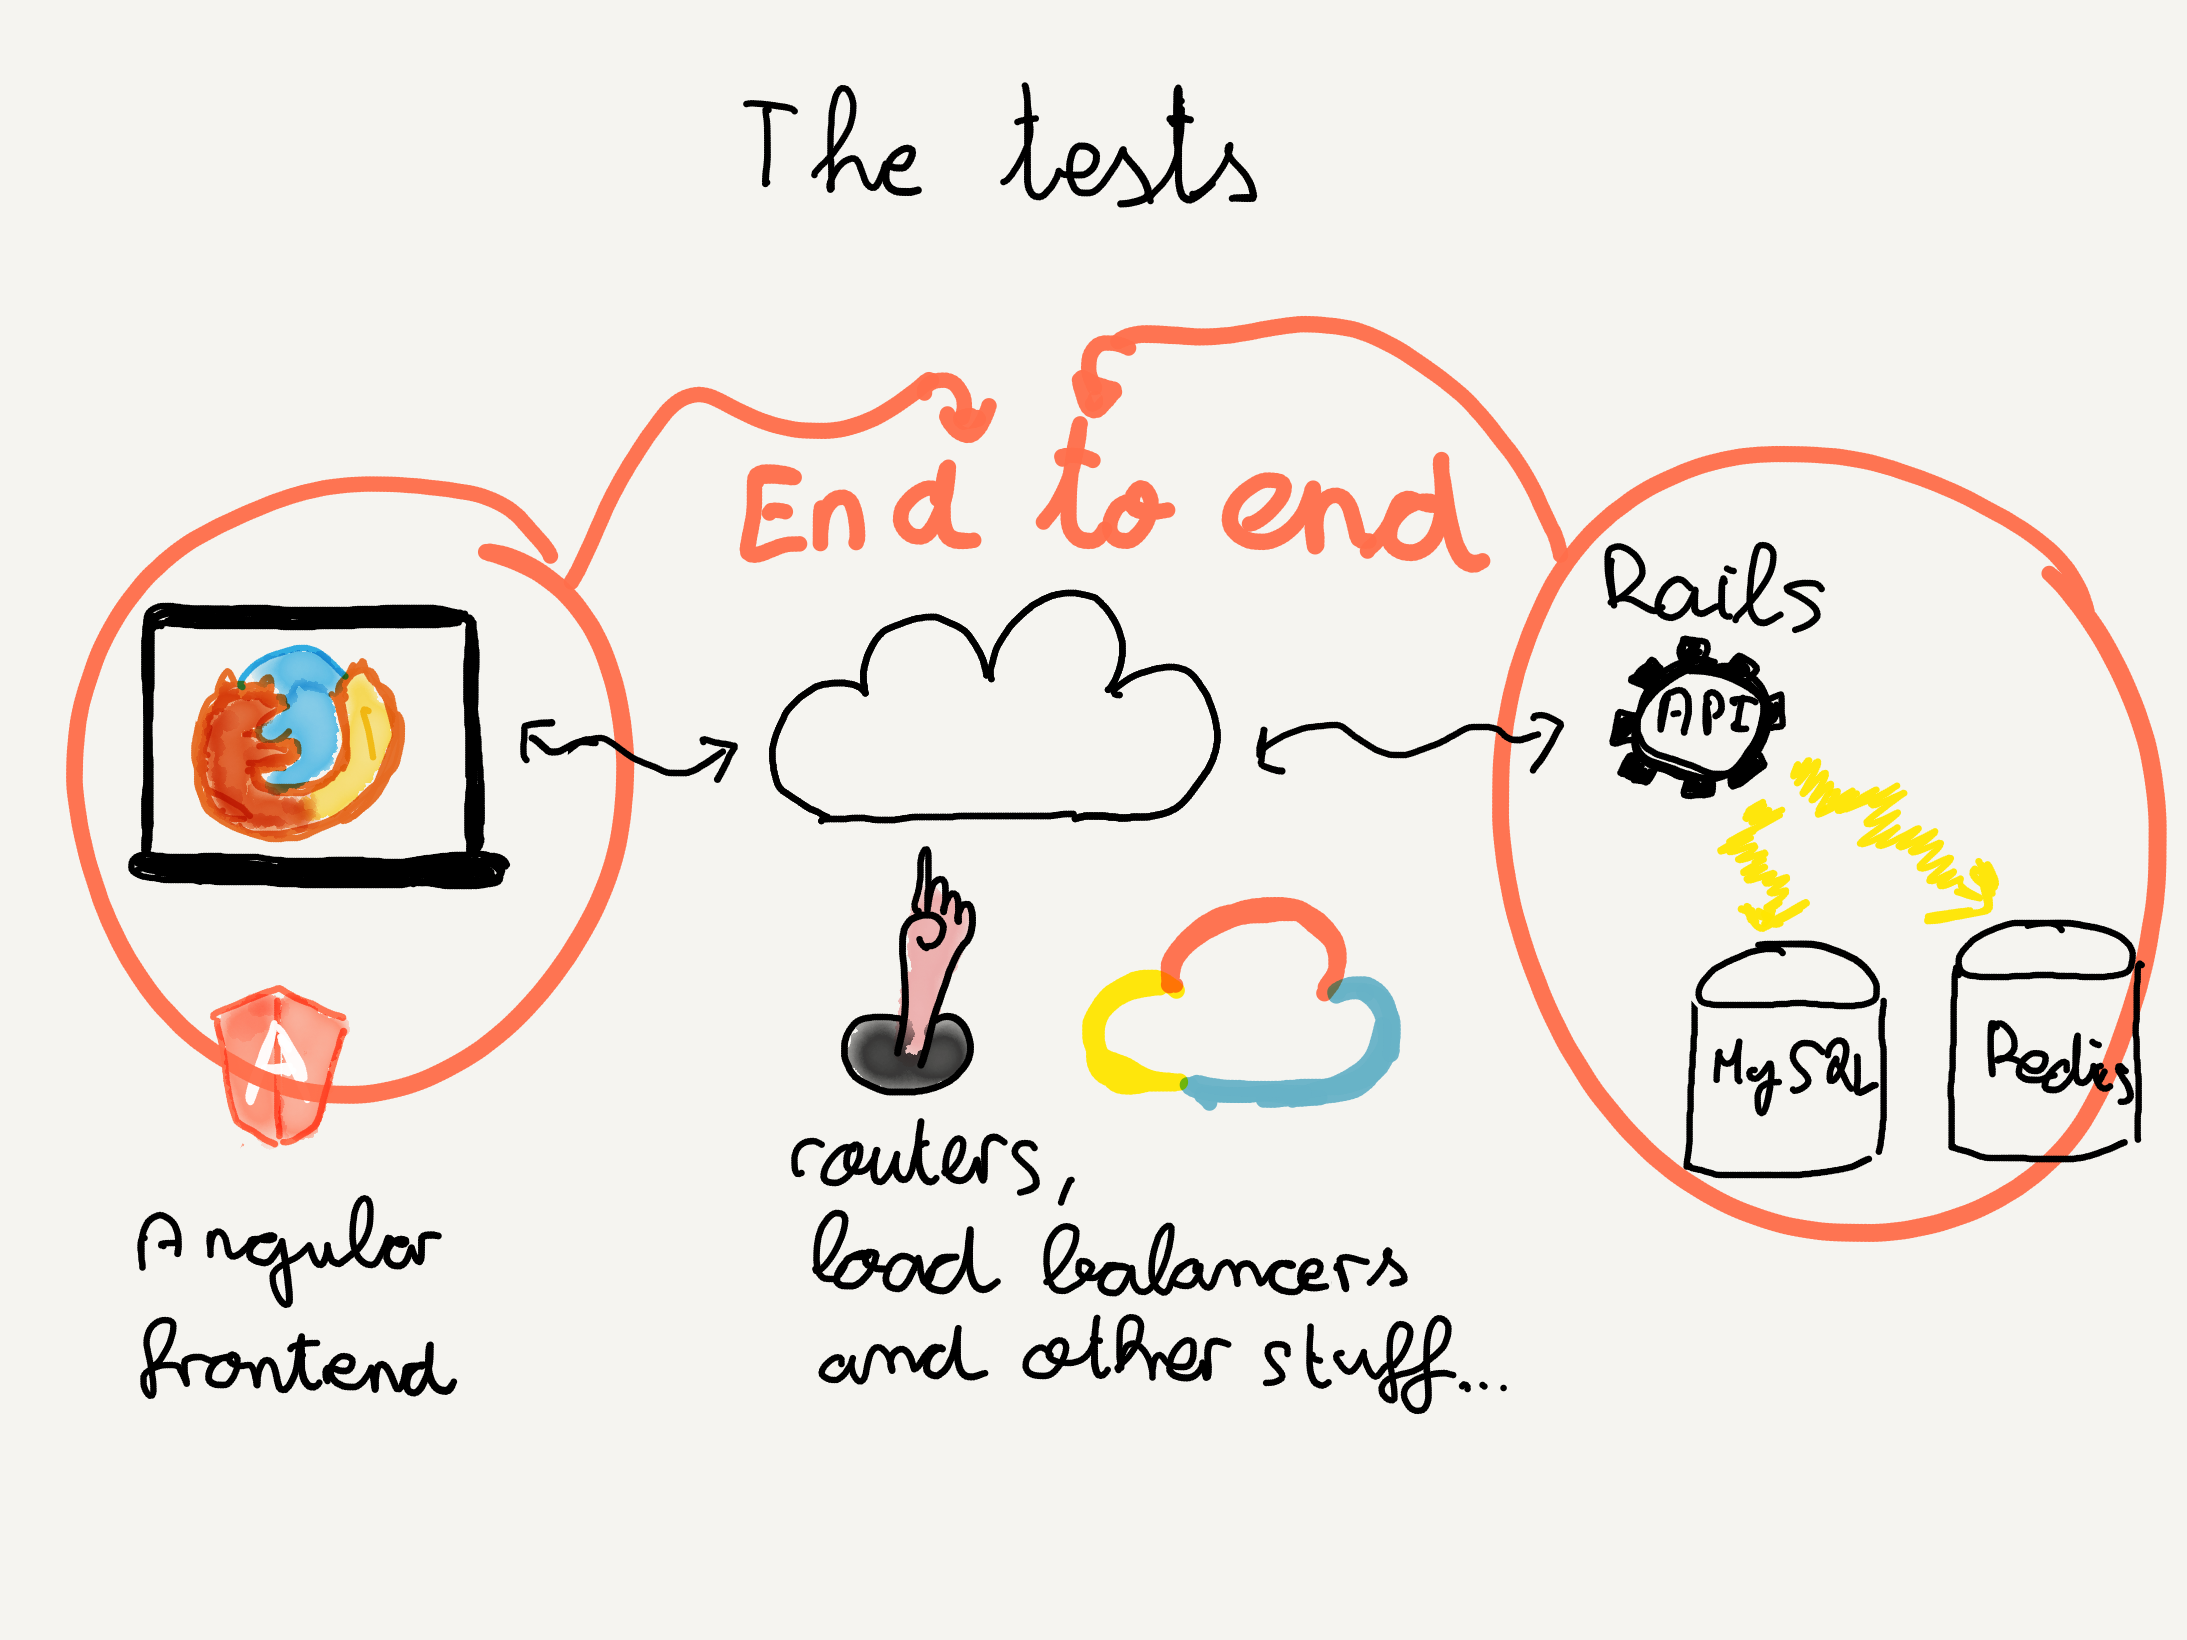 The tests
End to end
Rails
API
A
MySQL
Redis
Angular
frontend
routers,
load balancers
and other stuff...